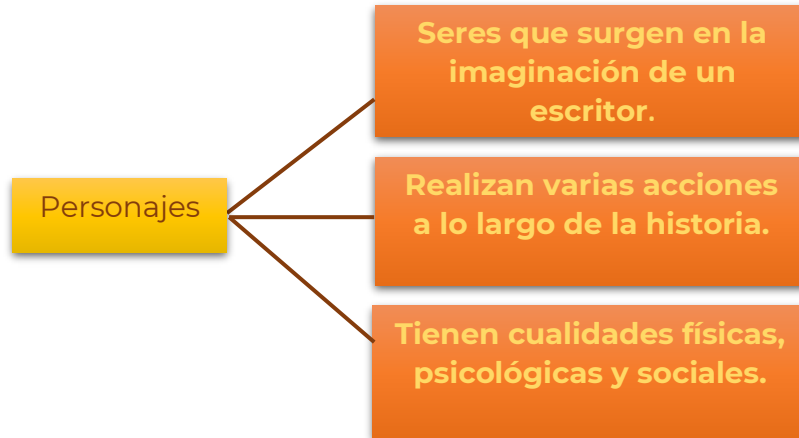 Personajes
Seres que surgen en la
imaginación de un
escritor.
Realizan varias acciones
a lo largo de la historia.
Tienen cualidades físicas,
psicológicas y sociales.